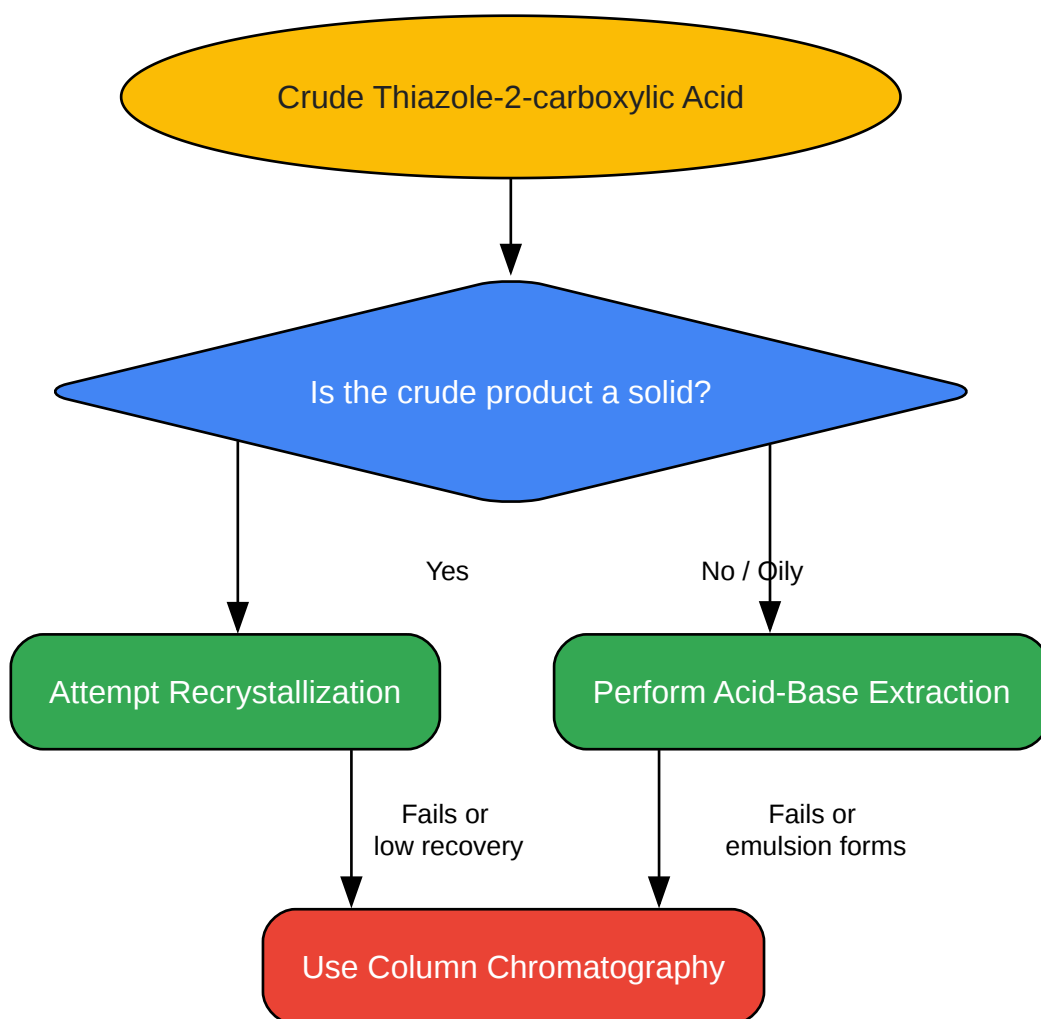 Crude Thiazole-2-carboxylic Acid
Is the crude product a solid?
Yes
No / Oily
Attempt Recrystallization
Perform Acid-Base Extraction
Fails or
low recovery
Fails or
emulsion forms
Use Column Chromatography